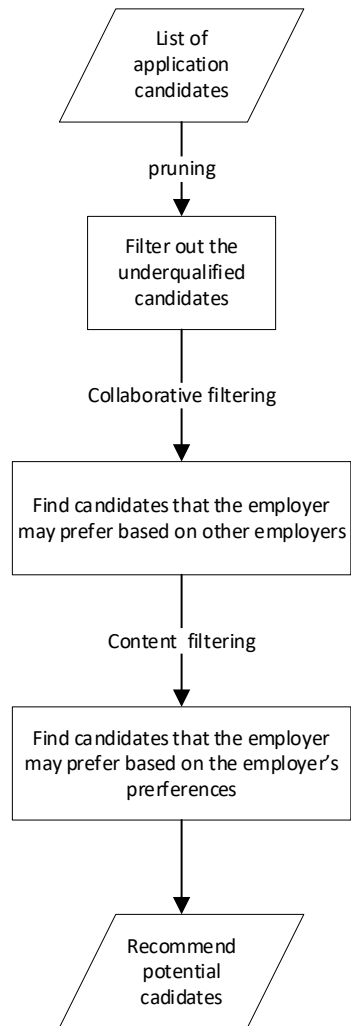 List of
application
candidates
pruning
Filter out the
underqualified
candidates
Collaborative filtering
Find candidates that the employer
may prefer based on other employers
Content filtering
Find candidates that the employer
may prefer based on the employer’s
prerferences
Recommend
potential
cadidates